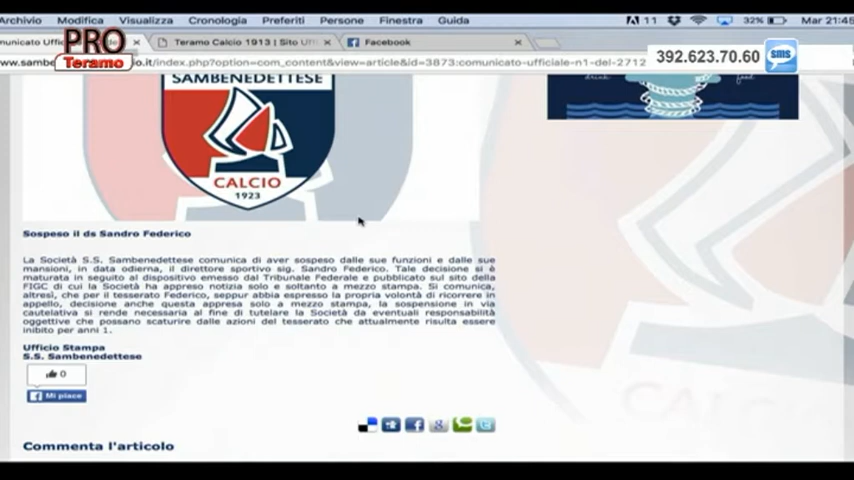 Archivio Modifica Visualizza Cronologia Preferiti Persone Finestra Guida 11 32% Mar 21:45
Teramo Calcio 1913 | Sito Uff Facebook
PRO
Teramo
392.623.70.60 sms
.it/index.php?option=com_content&view=article&id=3873:comunicato-ufficiale-n1-del-2712
SAMBENEDETTESE
CALCIO
1923
drink food
CALCIO
Sospeso il ds Sandro Federico
La Società S.S. Sambenedettese comunica di aver sospeso dalle sue funzioni e dalle sue
mansioni, in data odierna, il direttore sportivo sig. Sandro Federico. Tale decisione si è
maturata in seguito al dispositivo emesso dal Tribunale Federale e pubblicato sul sito della
FIGC di cui la Società ha appreso notizia solo e soltanto a mezzo stampa. Si comunica,
altresì, che per il tesserato Federico, seppur abbia espresso la propria volontà di ricorrere in
appello, decisione anche questa appresa solo a mezzo stampa, la sospensione in via
cautelativa si rende necessaria al fine di tutelare la Società da eventuali responsabilità
oggettive che possano scaturire dalle azioni del tesserato che attualmente risulta essere
inibito per anni 1.
Ufficio Stampa
S.S. Sambenedettese
0
Mi piace
Commenta l'articolo